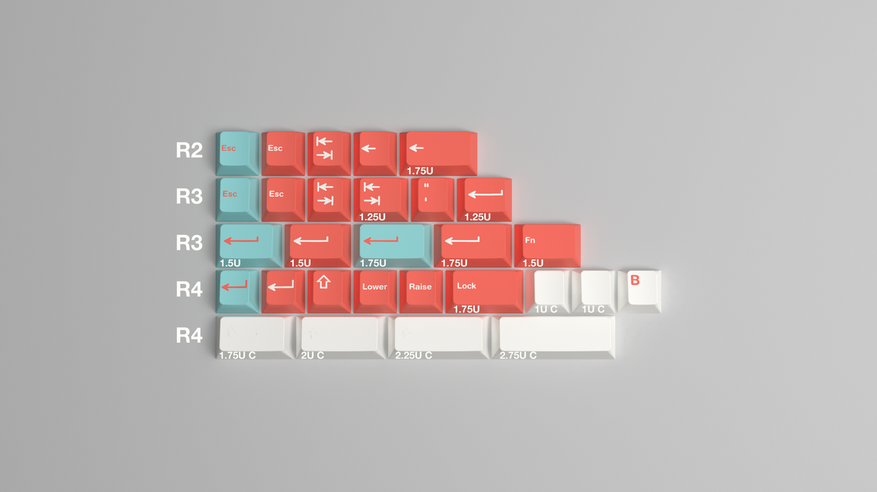 R2 Esc Esc
1.75U
R3 Esc Esc " '
1.25U 1.25U
R3 Fn
1.5U 1.5U 1.75U 1.75U 1.5U
R4 Lower Raise Lock B
1.75U 1U C 1U C
R4
1.75U C 2U C 2.25U C 2.75U C